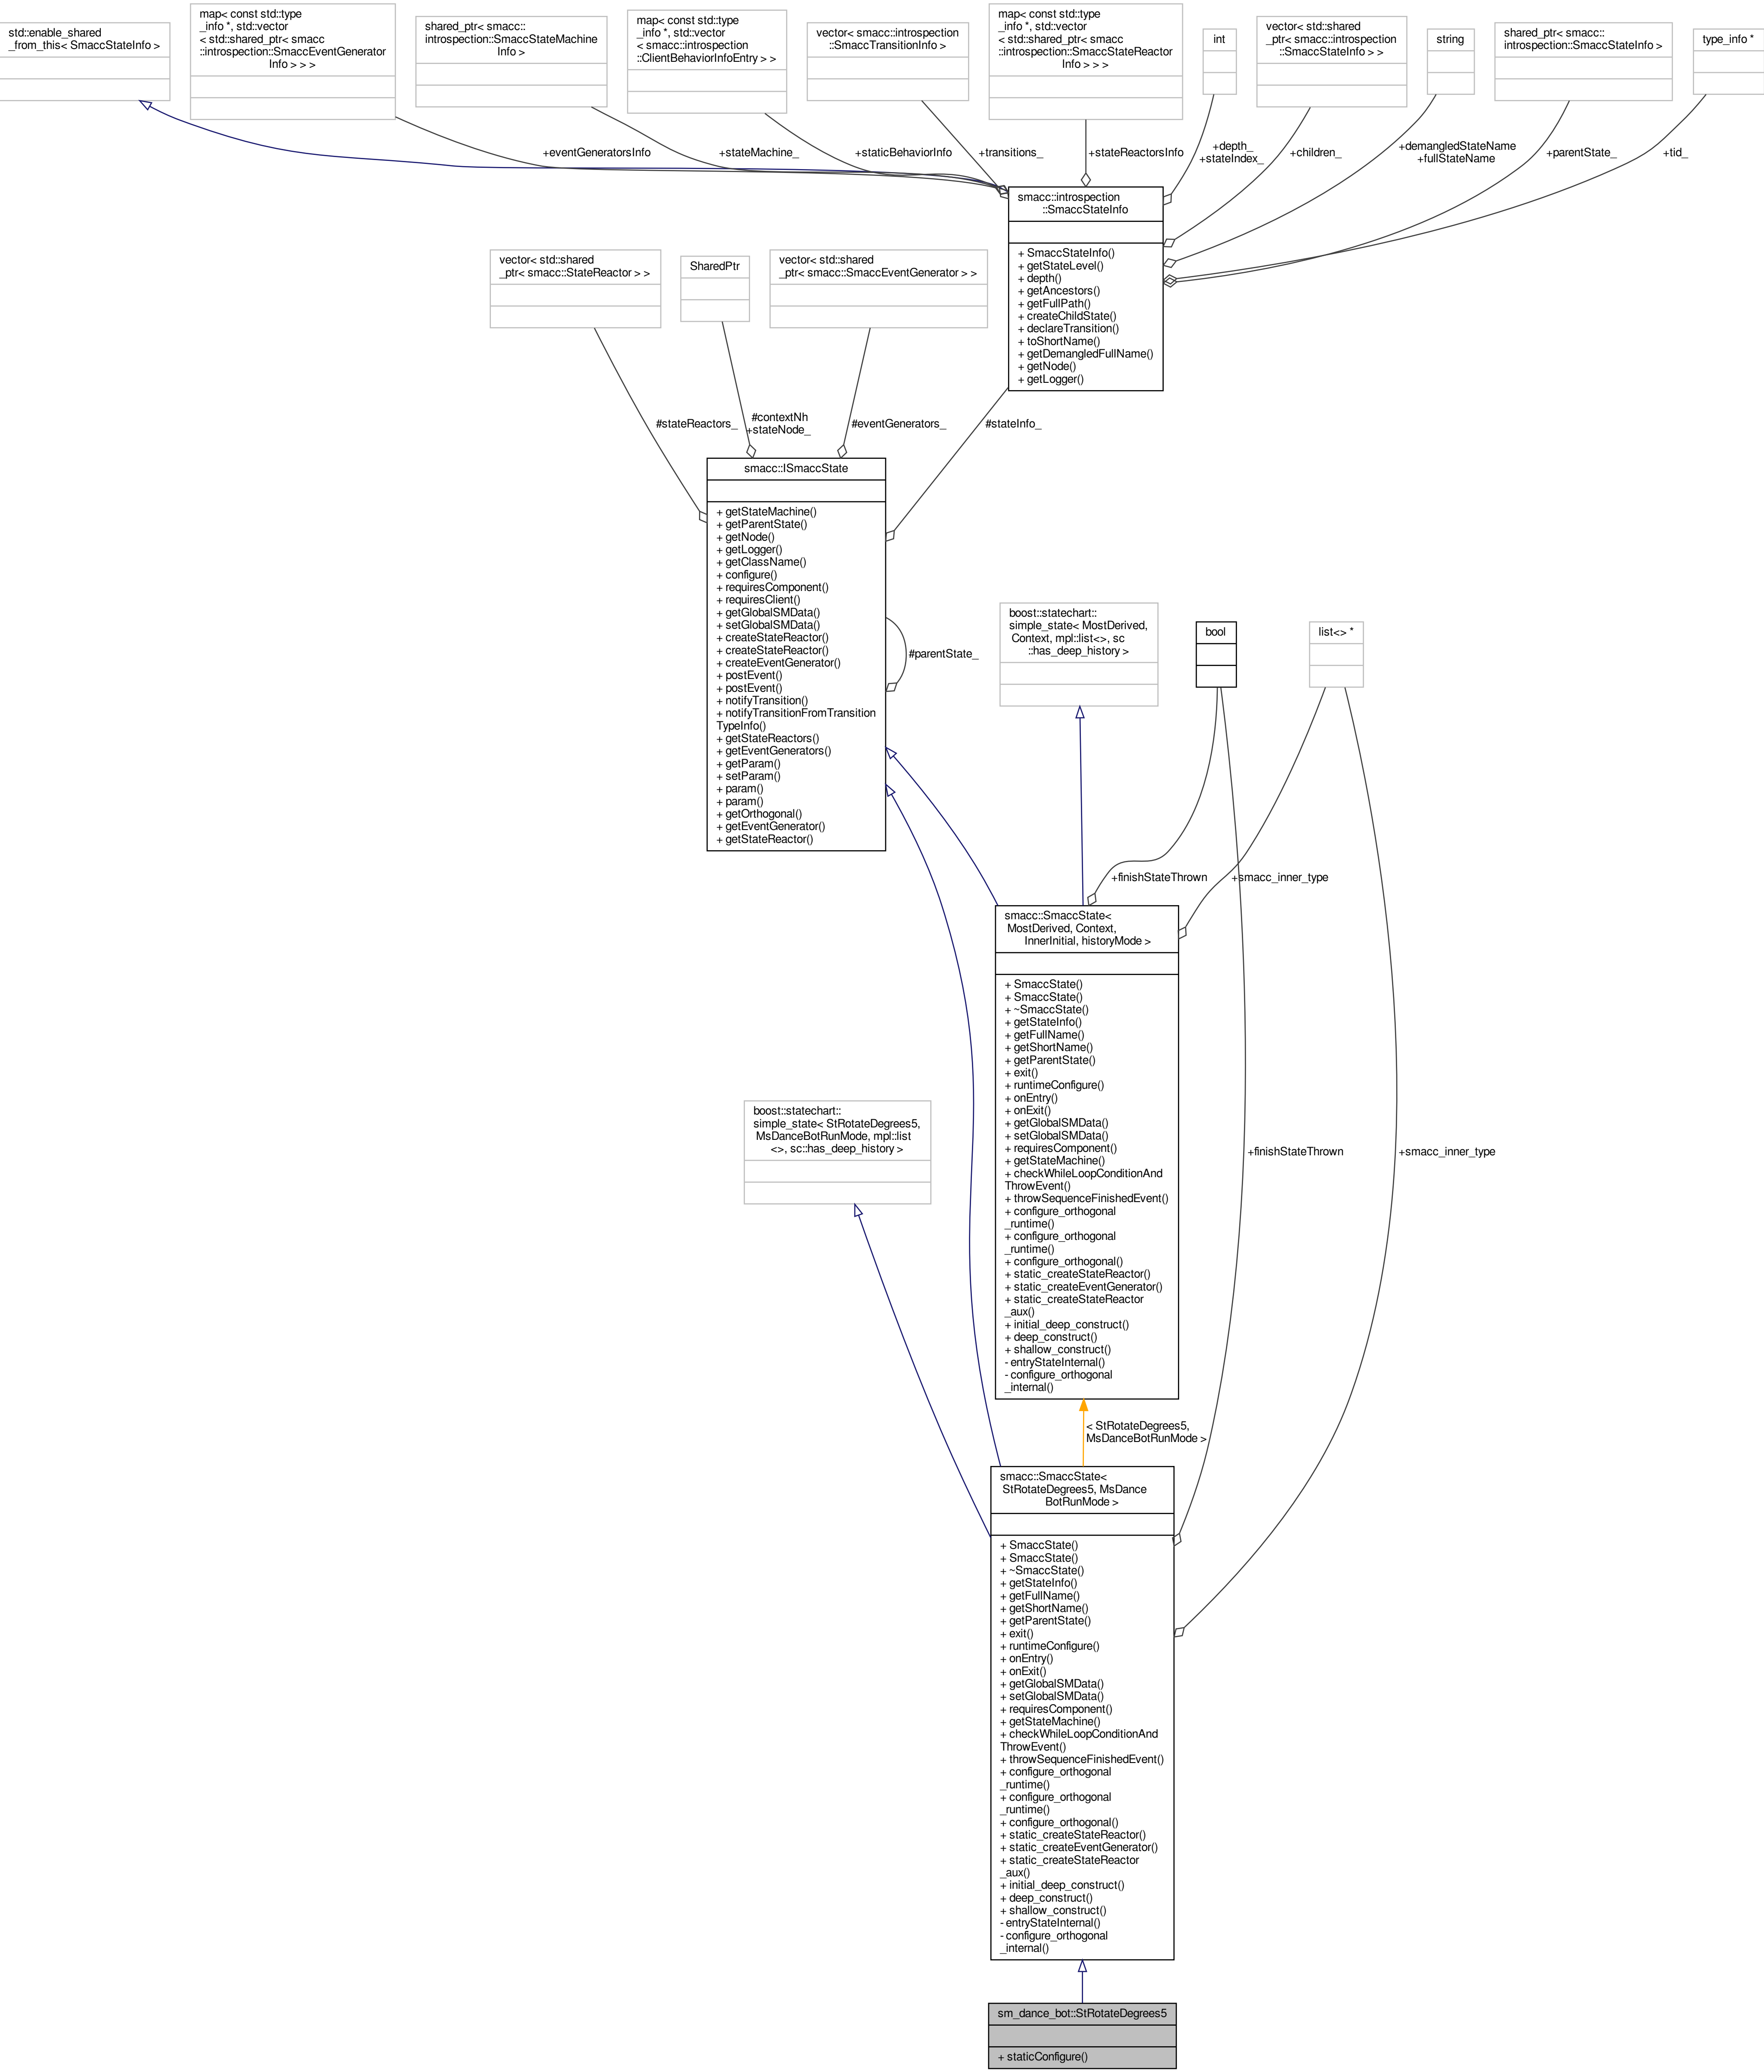 std::enable_shared
_from_this< SmaccStateInfo >
map< const std::type
_info *, std::vector
< std::shared_ptr< smacc
::introspection::SmaccEventGenerator
Info > > >
shared_ptr< smacc::
introspection::SmaccStateMachine
Info >
map< const std::type
_info *, std::vector
< smacc::introspection
::ClientBehaviorInfoEntry > >
vector< smacc::introspection
::SmaccTransitionInfo >
map< const std::type
_info *, std::vector
< std::shared_ptr< smacc
::introspection::SmaccStateReactor
Info > > >
int
vector< std::shared
_ptr< smacc::introspection
::SmaccStateInfo > >
string
shared_ptr< smacc::
introspection::SmaccStateInfo >
type_info *
+eventGeneratorsInfo
+stateMachine_
+staticBehaviorInfo
+transitions_
+stateReactorsInfo
+depth_
+stateIndex_
+children_
+demangledStateName
+fullStateName
+parentState_
+tid_
smacc::introspection
::SmaccStateInfo
+ SmaccStateInfo()
+ getStateLevel()
+ depth()
+ getAncestors()
+ getFullPath()
+ createChildState()
+ declareTransition()
+ toShortName()
+ getDemangledFullName()
+ getNode()
+ getLogger()
vector< std::shared
_ptr< smacc::StateReactor > >
SharedPtr
vector< std::shared
_ptr< smacc::SmaccEventGenerator > >
#stateReactors_
#contextNh
+stateNode_
#eventGenerators_
#stateInfo_
smacc::ISmaccState
+ getStateMachine()
+ getParentState()
+ getNode()
+ getLogger()
+ getClassName()
+ configure()
+ requiresComponent()
+ requiresClient()
+ getGlobalSMData()
+ setGlobalSMData()
+ createStateReactor()
+ createStateReactor()
+ createEventGenerator()
+ postEvent()
+ postEvent()
+ notifyTransition()
+ notifyTransitionFromTransition
TypeInfo()
+ getStateReactors()
+ getEventGenerators()
+ getParam()
+ setParam()
+ param()
+ param()
+ getOrthogonal()
+ getEventGenerator()
+ getStateReactor()
#parentState_
boost::statechart::
simple_state< MostDerived,
Context, mpl::list<>, sc
::has_deep_history >
bool
list<> *
+finishStateThrown
+smacc_inner_type
smacc::SmaccState<
MostDerived, Context,
InnerInitial, historyMode >
+ SmaccState()
+ SmaccState()
+ ~SmaccState()
+ getStateInfo()
+ getFullName()
+ getShortName()
+ getParentState()
+ exit()
+ runtimeConfigure()
+ onEntry()
+ onExit()
+ getGlobalSMData()
+ setGlobalSMData()
+ requiresComponent()
+ getStateMachine()
+ checkWhileLoopConditionAnd
ThrowEvent()
+ throwSequenceFinishedEvent()
+ configure_orthogonal
_runtime()
+ configure_orthogonal
_runtime()
+ configure_orthogonal()
+ static_createStateReactor()
+ static_createEventGenerator()
+ static_createStateReactor
_aux()
+ initial_deep_construct()
+ deep_construct()
+ shallow_construct()
- entryStateInternal()
- configure_orthogonal
_internal()
boost::statechart::
simple_state< StRotateDegrees5,
MsDanceBotRunMode, mpl::list
<>, sc::has_deep_history >
+finishStateThrown
+smacc_inner_type
< StRotateDegrees5,
MsDanceBotRunMode >
smacc::SmaccState<
StRotateDegrees5, MsDance
BotRunMode >
+ SmaccState()
+ SmaccState()
+ ~SmaccState()
+ getStateInfo()
+ getFullName()
+ getShortName()
+ getParentState()
+ exit()
+ runtimeConfigure()
+ onEntry()
+ onExit()
+ getGlobalSMData()
+ setGlobalSMData()
+ requiresComponent()
+ getStateMachine()
+ checkWhileLoopConditionAnd
ThrowEvent()
+ throwSequenceFinishedEvent()
+ configure_orthogonal
_runtime()
+ configure_orthogonal
_runtime()
+ configure_orthogonal()
+ static_createStateReactor()
+ static_createEventGenerator()
+ static_createStateReactor
_aux()
+ initial_deep_construct()
+ deep_construct()
+ shallow_construct()
- entryStateInternal()
- configure_orthogonal
_internal()
sm_dance_bot::StRotateDegrees5
+ staticConfigure()